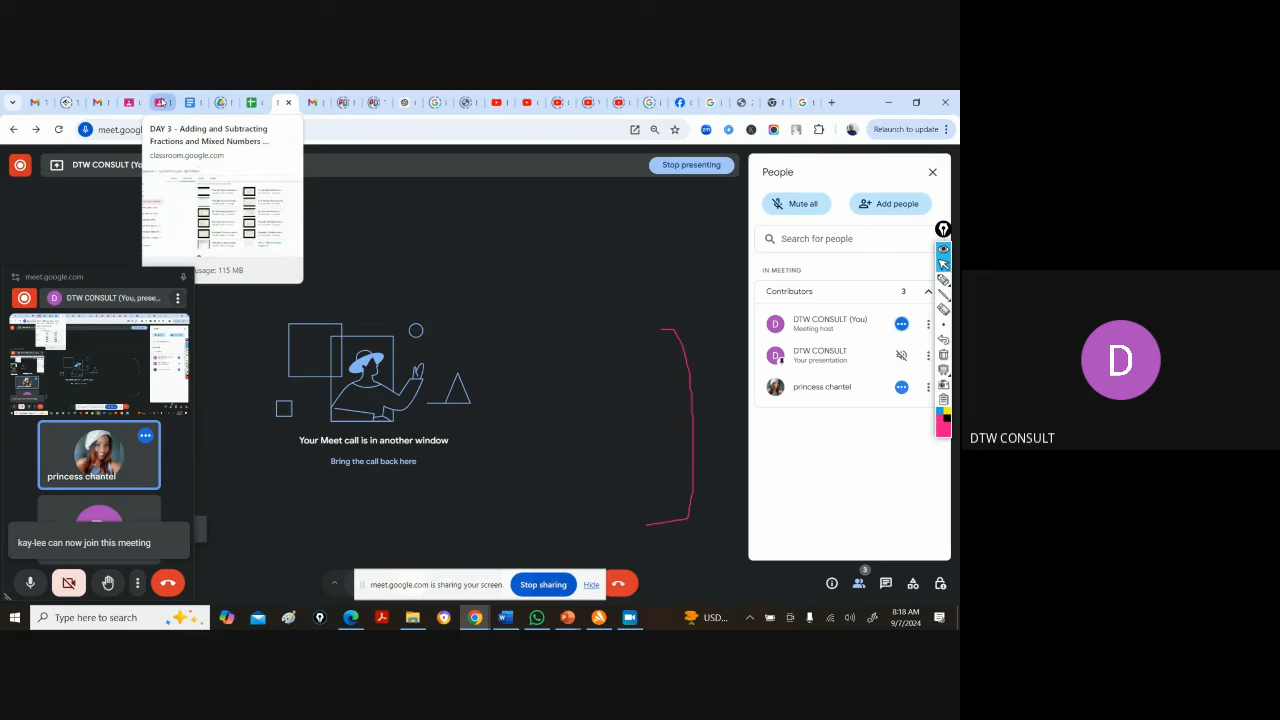 meet.goog
Relaunch to update
DAY 3 - Adding and Subtracting
Fractions and Mixed Numbers ...
classroom.google.com
usage: 115 MB
DTW CONSULT (You
Stop presenting
People
Mute all
Add people
Search for people
IN MEETING
Contributors 3
DTW CONSULT (You)
Meeting host
DTW CONSULT
Your presentation
princess chantel
meet.google.com
DTW CONSULT (You, prese...
princess chantel
kay-lee can now join this meeting
Your Meet call is in another window
Bring the call back here
meet.google.com is sharing your screen.
Stop sharing
Hide
3
Type here to search
USD...
8:18 AM
9/7/2024
D
DTW CONSULT